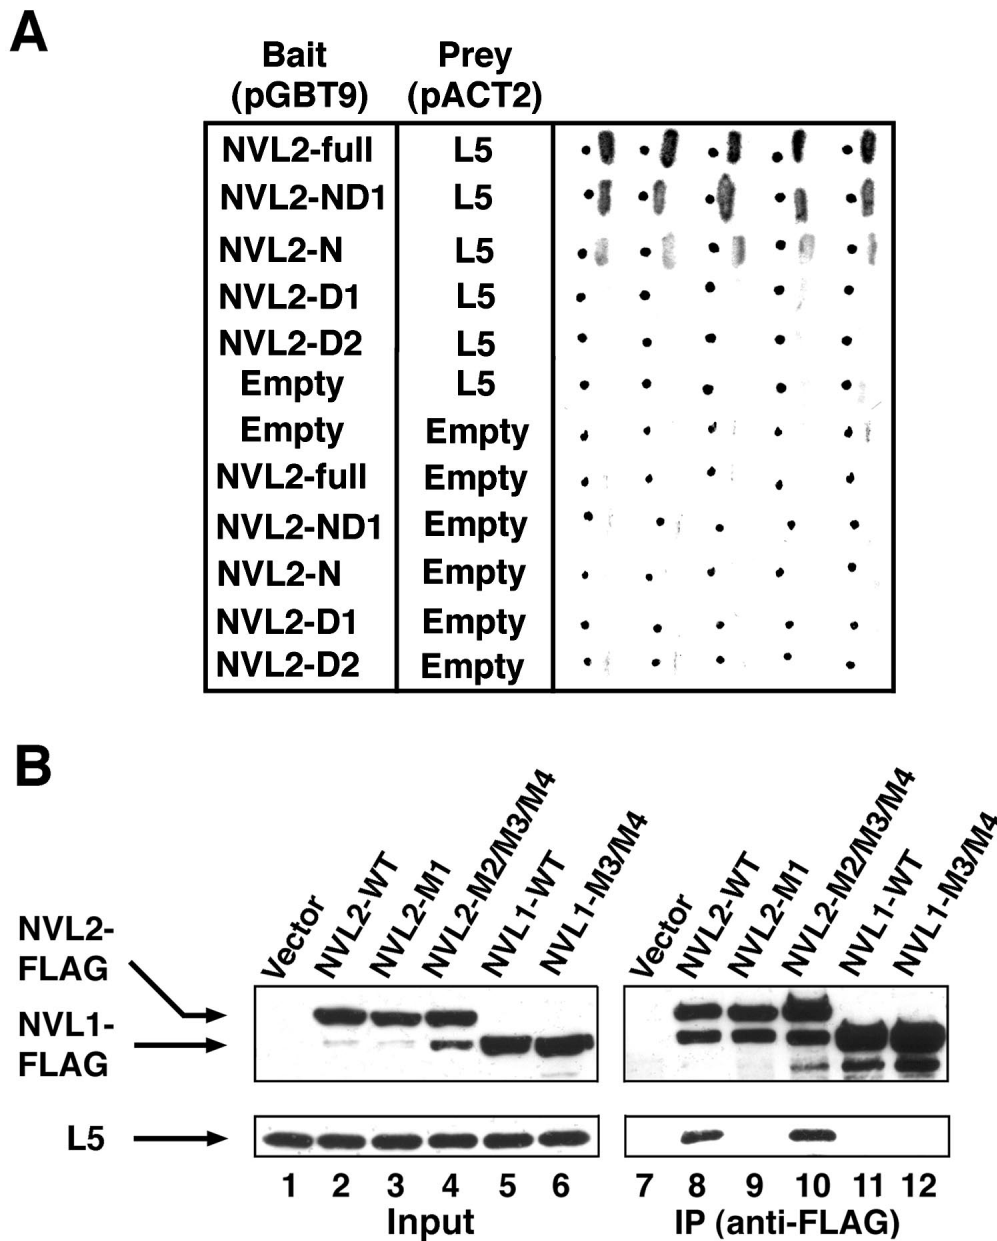 A
Bait Prey
(pGBT9) (pACT2)
NVL2-full L5
NVL2-ND1 L5
NVL2-N L5
NVL2-D1 L5
NVL2-D2 L5
Empty L5
Empty Empty
NVL2-full Empty
NVL2-ND1 Empty
NVL2-N Empty
NVL2-D1 Empty
NVL2-D2 Empty
B
Vector
NVL2-WT
NVL2-M1
NVL2-M2/M3/M4
NVL1-WT
NVL1-M3/M4
Vector
NVL2-WT
NVL2-M1
NVL2-M2/M3/M4
NVL1-WT
NVL1-M3/M4
NVL2-
FLAG
NVL1-
FLAG
L5
1 2 3 4 5 6 7 8 9 10 11 12
Input IP (anti-FLAG)